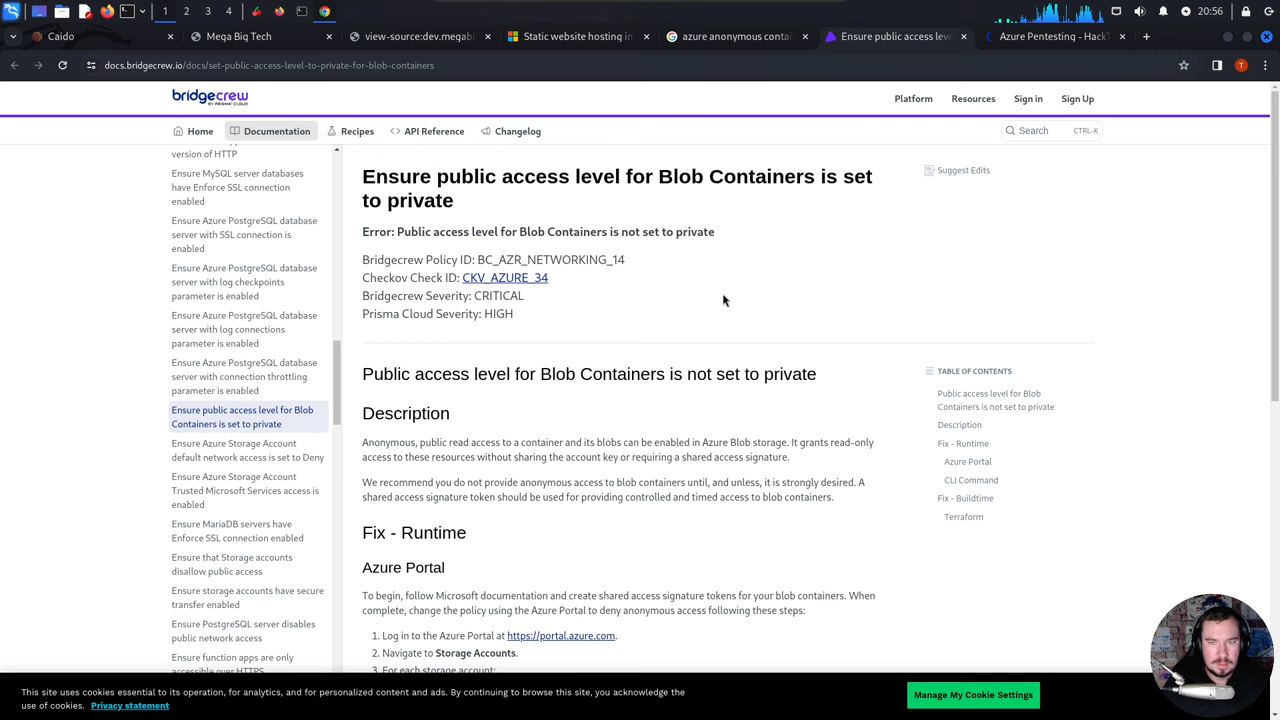 1 2 3 4
20:56
Caido
Mega Big Tech
view-source:dev.megabi
Static website hosting in
azure anonymous contai
Ensure public access leve
Azure Pentesting - HackT
docs.bridgecrew.io/docs/set-public-access-level-to-private-for-blob-containers
T
bridgecrew
BY PRISMA CLOUD
Platform
Resources
Sign in
Sign Up
Home
Documentation
Recipes
API Reference
Changelog
Search
CTRL-K
version of HTTP
Ensure MySQL server databases
have Enforce SSL connection
enabled
Ensure Azure PostgreSQL database
server with SSL connection is
enabled
Ensure Azure PostgreSQL database
server with log checkpoints
parameter is enabled
Ensure Azure PostgreSQL database
server with log connections
parameter is enabled
Ensure Azure PostgreSQL database
server with connection throttling
parameter is enabled
Ensure public access level for Blob
Containers is set to private
Ensure Azure Storage Account
default network access is set to Deny
Ensure Azure Storage Account
Trusted Microsoft Services access is
enabled
Ensure MariaDB servers have
Enforce SSL connection enabled
Ensure that Storage accounts
disallow public access
Ensure storage accounts have secure
transfer enabled
Ensure PostgreSQL server disables
public network access
Ensure function apps are only
accessible over HTTPS
Ensure public access level for Blob Containers is set
to private
Error: Public access level for Blob Containers is not set to private
Bridgecrew Policy ID: BC_AZR_NETWORKING_14
Checkov Check ID: CKV_AZURE_34
Bridgecrew Severity: CRITICAL
Prisma Cloud Severity: HIGH
Public access level for Blob Containers is not set to private
Description
Anonymous, public read access to a container and its blobs can be enabled in Azure Blob storage. It grants read-only
access to these resources without sharing the account key or requiring a shared access signature.
We recommend you do not provide anonymous access to blob containers until, and unless, it is strongly desired. A
shared access signature token should be used for providing controlled and timed access to blob containers.
Fix - Runtime
Azure Portal
To begin, follow Microsoft documentation and create shared access signature tokens for your blob containers. When
complete, change the policy using the Azure Portal to deny anonymous access following these steps:
1. Log in to the Azure Portal at https://portal.azure.com.
2. Navigate to Storage Accounts.
3. For each storage account:
Suggest Edits
TABLE OF CONTENTS
Public access level for Blob
Containers is not set to private
Description
Fix - Runtime
Azure Portal
CLI Command
Fix - Buildtime
Terraform
This site uses cookies essential to its operation, for analytics, and for personalized content and ads. By continuing to browse this site, you acknowledge the
use of cookies. Privacy statement
Manage My Cookie Settings